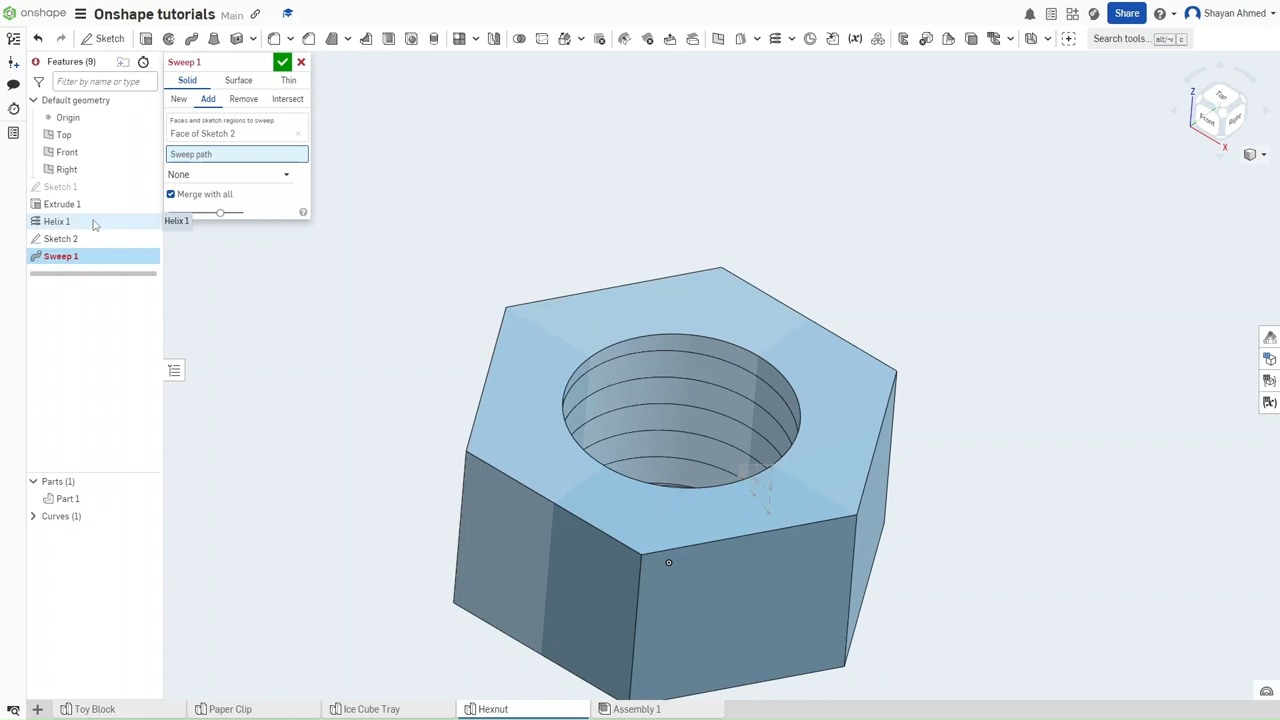 onshape Onshape tutorials Main Share Shayan Ahmed
Sketch Search tools... alt/⌥ c
Features (9)
Filter by name or type
Default geometry
Origin
Top
Front
Right
Sketch 1
Extrude 1
Helix 1
Sketch 2
Sweep 1
Sweep 1
Solid Surface Thin
New Add Remove Intersect
Faces and sketch regions to sweep
Face of Sketch 2
Sweep path
None
Merge with all
Helix 1
Z
Top
Front
Right
X
Parts (1)
Part 1
Curves (1)
Toy Block Paper Clip Ice Cube Tray Hexnut Assembly 1